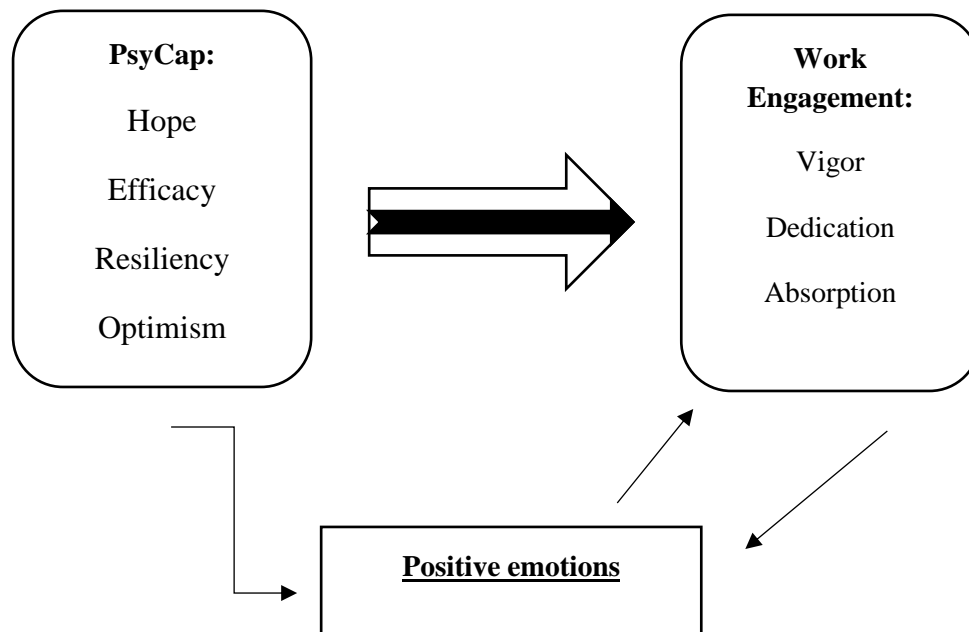 PsyCap:
Hope
Efficacy
Resiliency
Optimism
Work
Engagement:
Vigor
Dedication
Absorption
Positive emotions